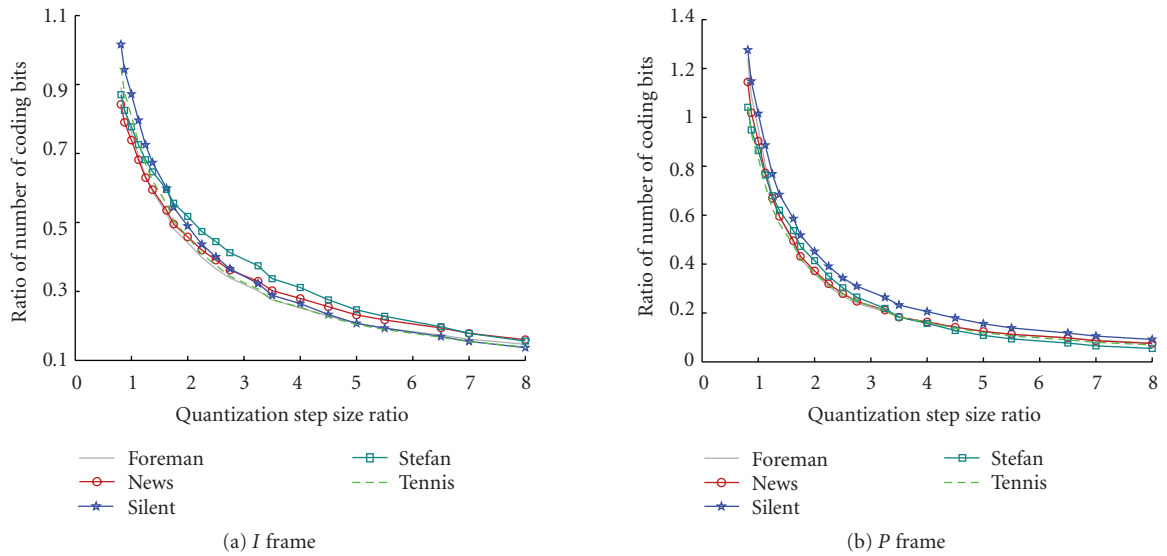 Ratio of number of coding bits
1.1
0.9
0.7
0.5
0.3
0.1
0 1 2 3 4 5 6 7 8
Quantization step size ratio
Foreman
News
Silent
Stefan
Tennis
(a) I frame
Ratio of number of coding bits
1.4
1.2
1
0.8
0.6
0.4
0.2
0
0 1 2 3 4 5 6 7 8
Quantization step size ratio
Foreman
News
Silent
Stefan
Tennis
(b) P frame